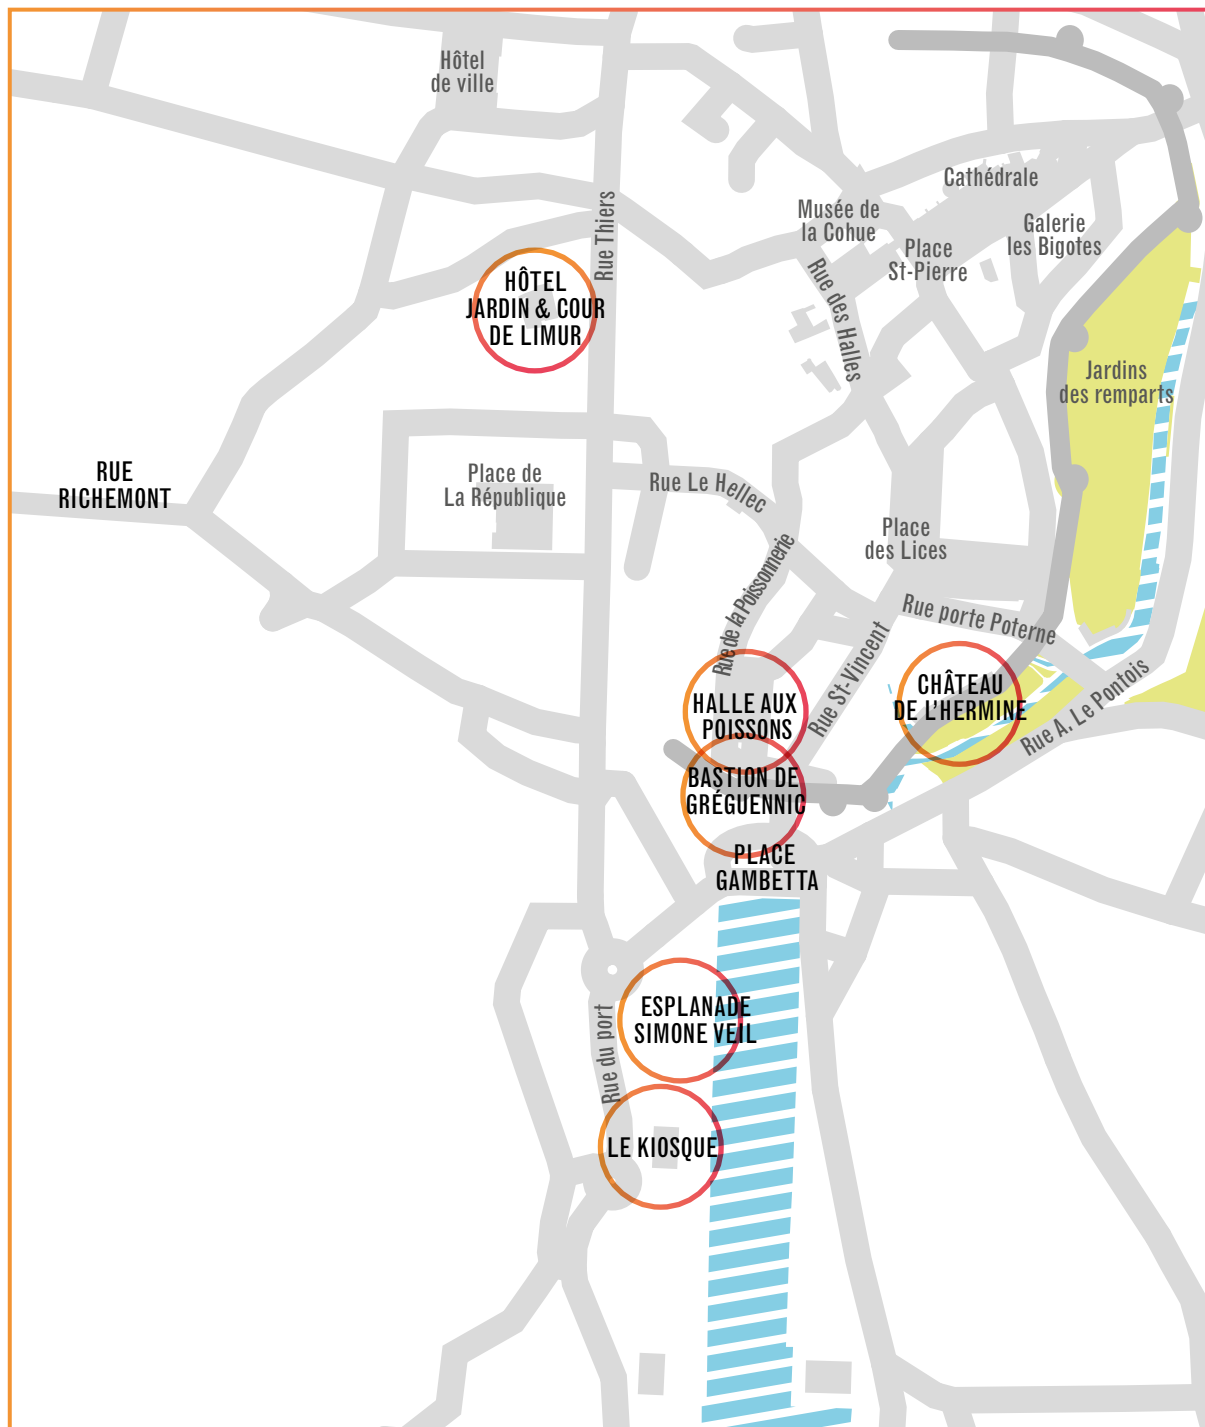 Hôtel
de ville
Cathédrale
Musée de
la Cohue
Galerie
les Bigotes
Place
St-Pierre
Rue Thiers
HÔTEL
JARDIN & COUR
DE LIMUR
Rue des Halles
Jardins
des remparts
RUE
RICHEMONT
Place de
La République
Rue Le Hellec
Place
des Lices
Rue de la Poissonnerie
Rue porte Poterne
Rue St-Vincent
CHÂTEAU
DE L'HERMINE
Rue A. Le Pontois
HALLE AUX
POISSONS
BASTION DE
GRÉGUENNIC
PLACE
GAMBETTA
ESPLANADE
SIMONE VEIL
Rue du port
LE KIOSQUE